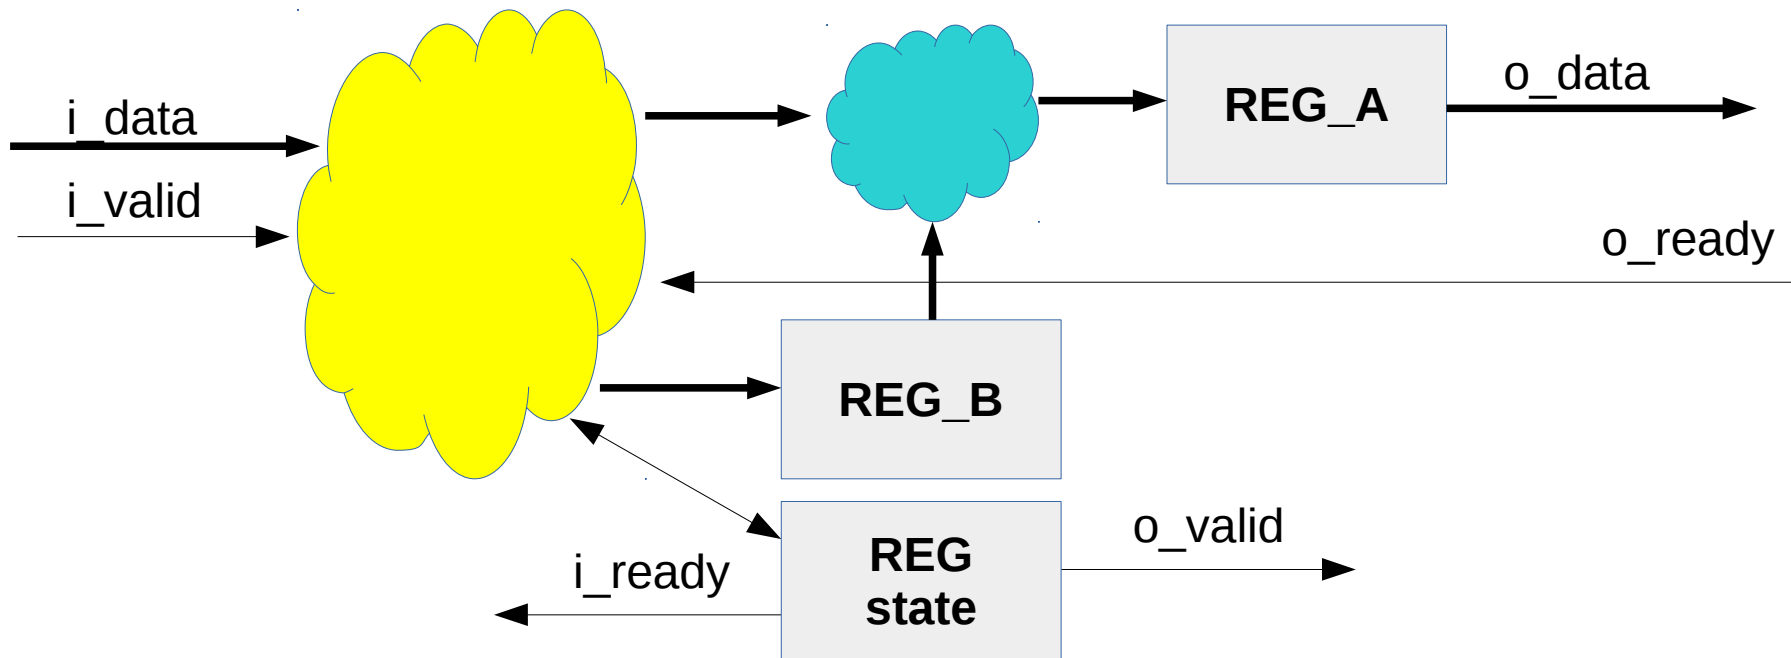 i_data
i_valid
REG_A
o_data
o_ready
REG_B
REG
state
i_ready
o_valid